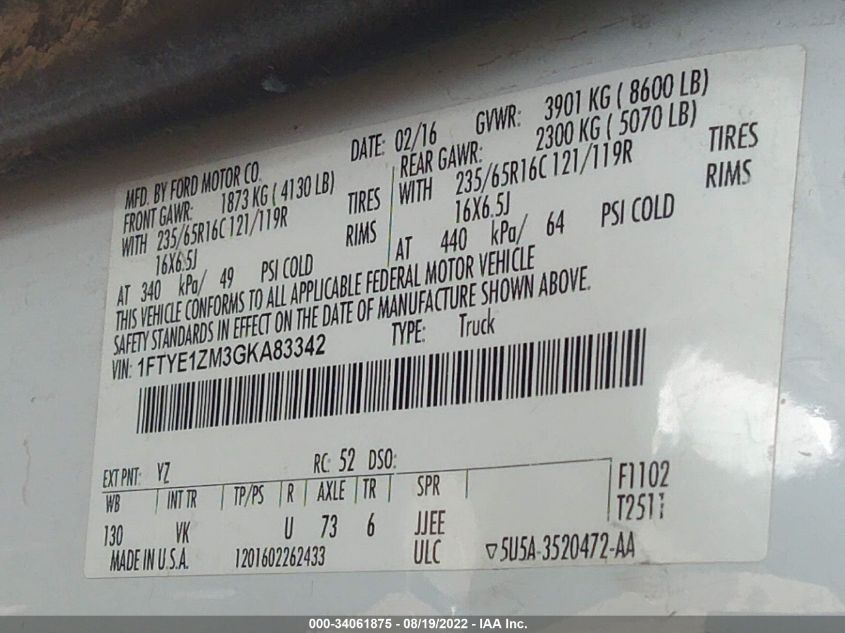 MFD. BY FORD MOTOR CO.
DATE: 02/16
GVWR: 3901 KG ( 8600 LB)
FRONT GAWR: 1873 KG ( 4130 LB)
WITH 235/65R16C 121/119R TIRES
16X6.5J RIMS
AT 340 kPa/ 49 PSI COLD
REAR GAWR: 2300 KG ( 5070 LB)
WITH 235/65R16C 121/119R TIRES
16X6.5J RIMS
AT 440 kPa/ 64 PSI COLD
THIS VEHICLE CONFORMS TO ALL APPLICABLE FEDERAL MOTOR VEHICLE
SAFETY STANDARDS IN EFFECT ON THE DATE OF MANUFACTURE SHOWN ABOVE.
VIN: 1FTYE1ZM3GKA83342
TYPE: Truck
EXT PNT: YZ RC: 52 DSO:
WB INT TR TP/PS R AXLE TR SPR
130 VK U 73 6 JJEE
ULC
F1102
T2511
MADE IN U.S.A. 1201602262433
▽5U5A-3520472-AA
000-34061875 - 08/19/2022 - IAA Inc.